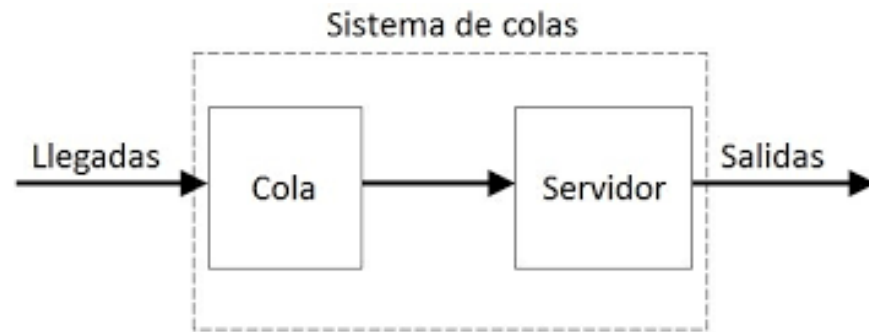 Sistema de colas
Llegadas
Cola
Servidor
Salidas